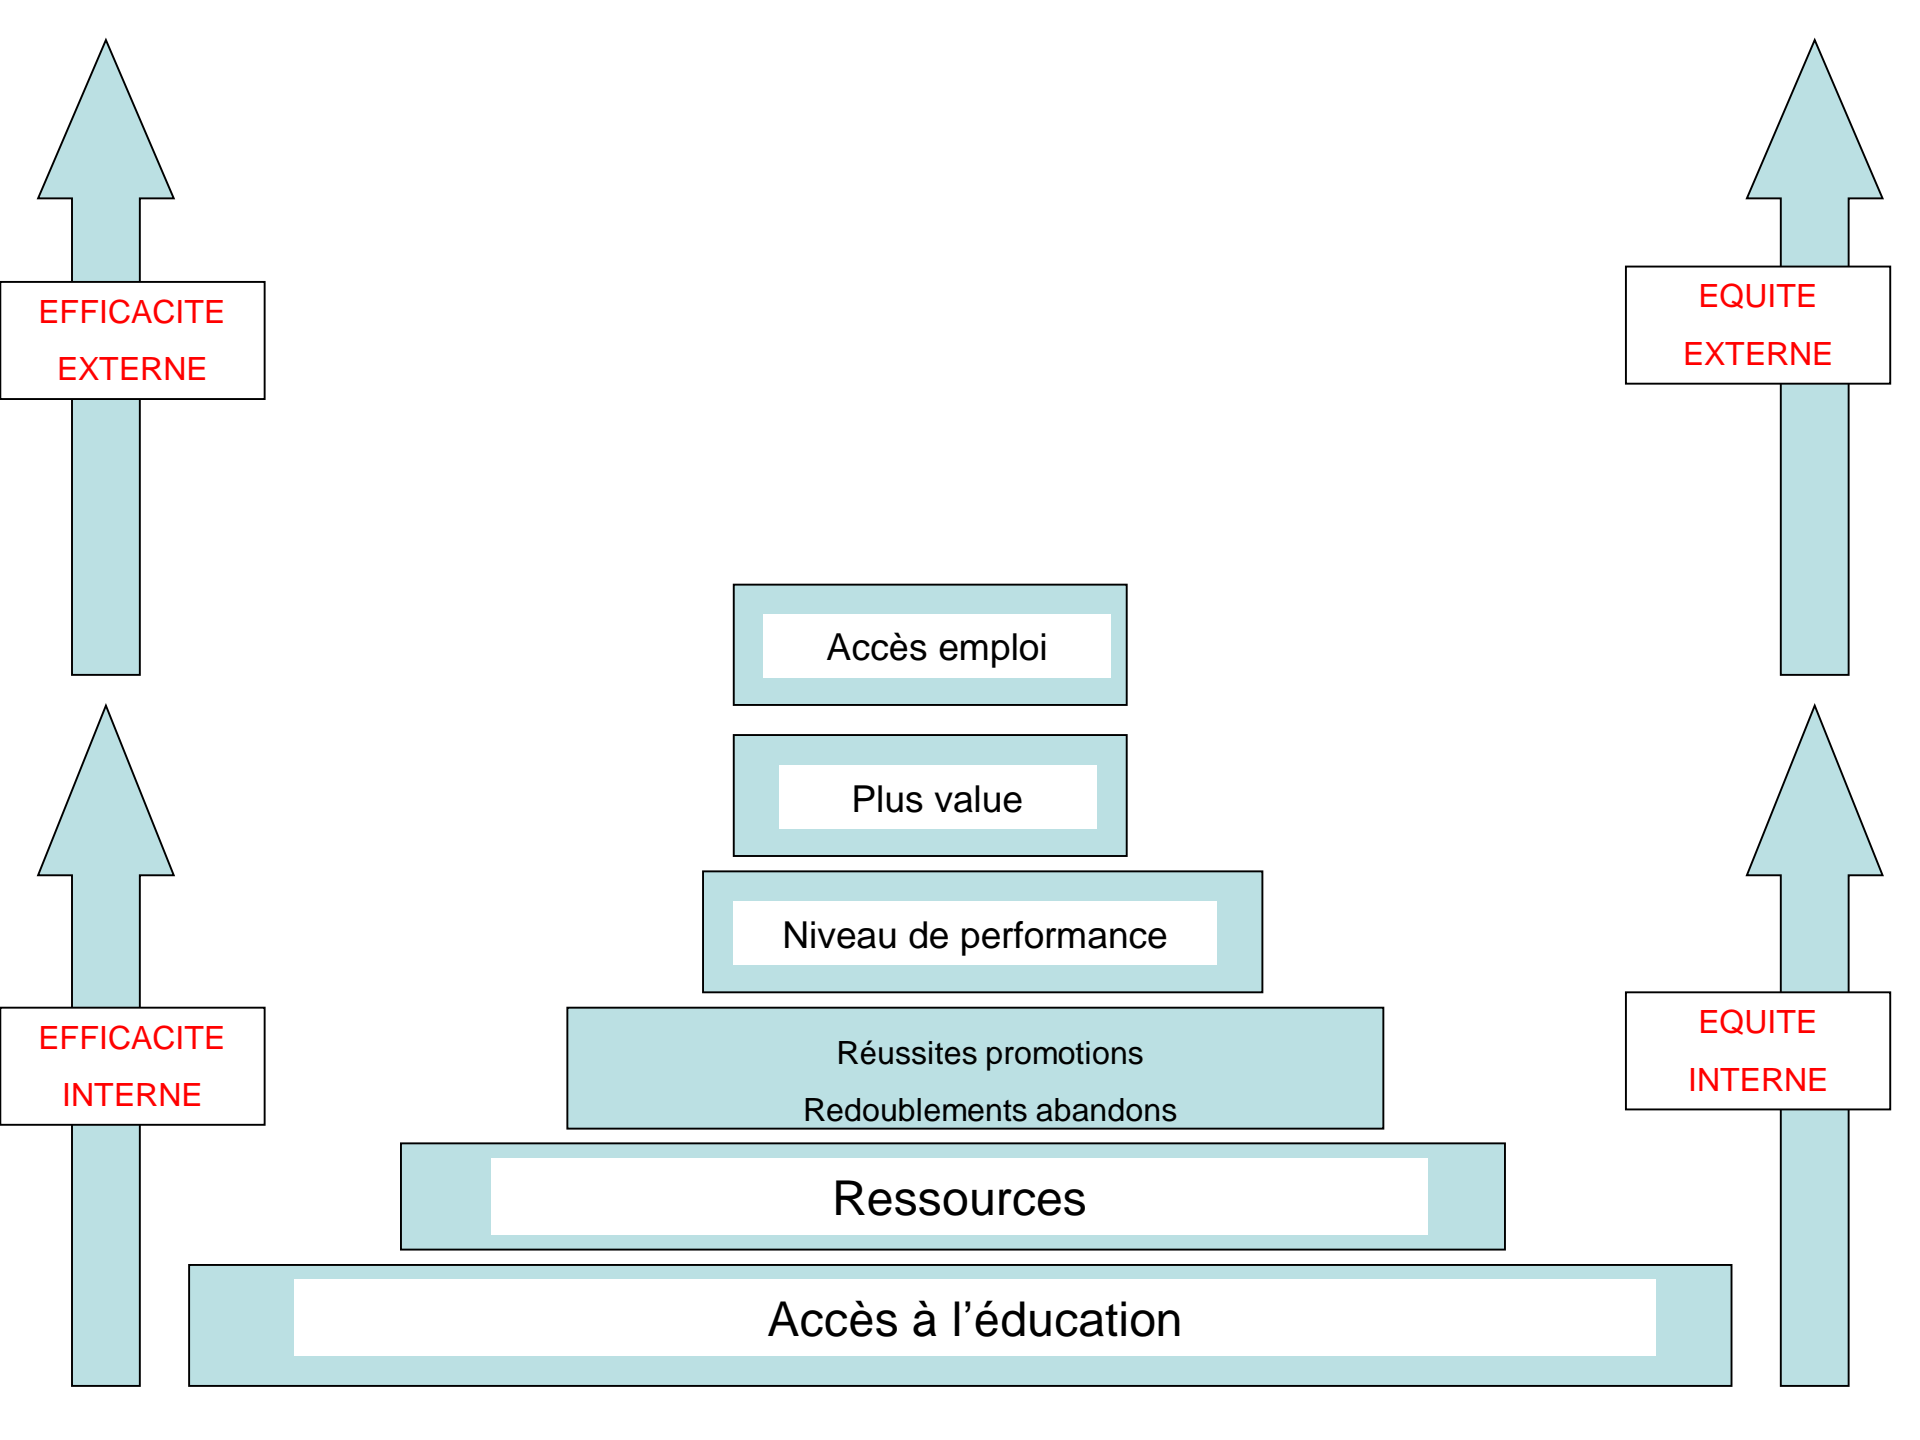 EFFICACITE
EXTERNE
EQUITE
EXTERNE
Accès emploi
Plus value
Niveau de performance
EFFICACITE
INTERNE
Réussites promotions
Redoublements abandons
EQUITE
INTERNE
Ressources
Accès à l’éducation